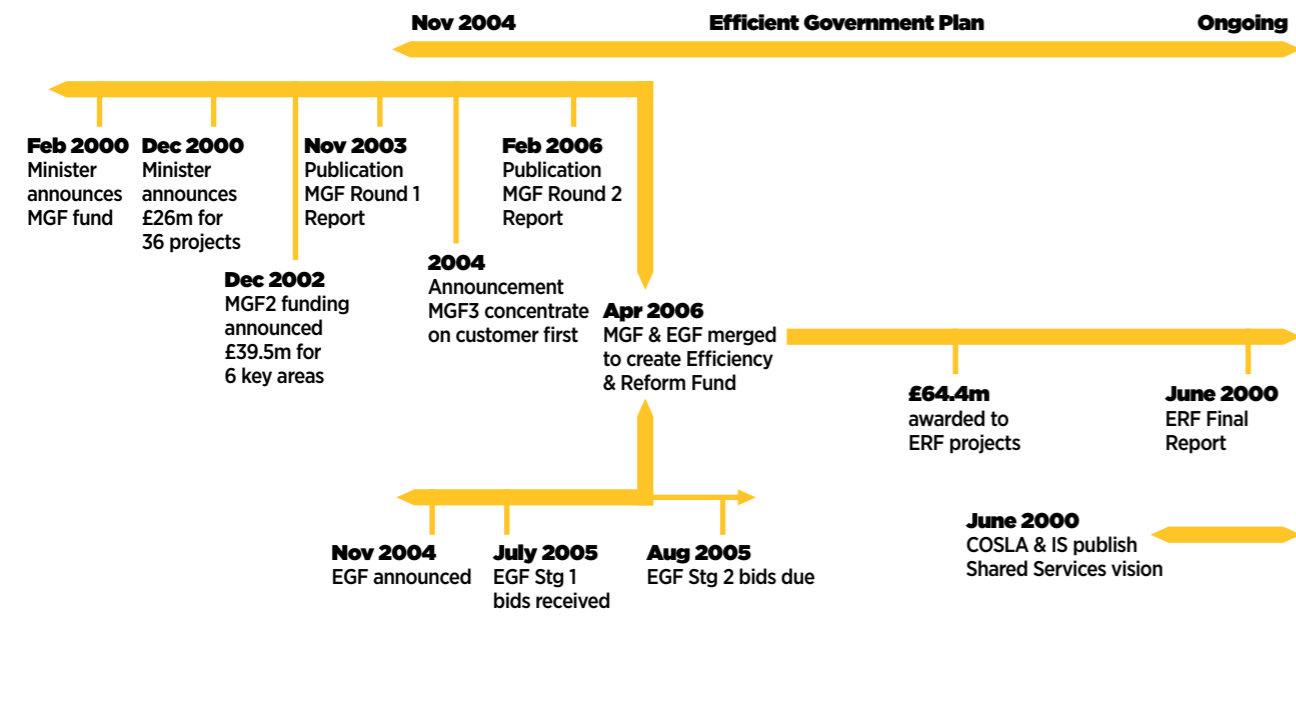 Nov 2004 Efficient Government Plan Ongoing
Feb 2000
Minister
announces
MGF fund
Dec 2000
Minister
announces
£26m for
36 projects
Dec 2002
MGF2 funding
announced
£39.5m for
6 key areas
Nov 2003
Publication
MGF Round 1
Report
2004
Announcement
MGF3 concentrate
on customer first
Feb 2006
Publication
MGF Round 2
Report
Apr 2006
MGF & EGF merged
to create Efficiency
& Reform Fund
£64.4m
awarded to
ERF projects
June 2000
ERF Final
Report
Nov 2004
EGF announced
July 2005
EGF Stg 1
bids received
Aug 2005
EGF Stg 2 bids due
June 2000
COSLA & IS publish
Shared Services vision